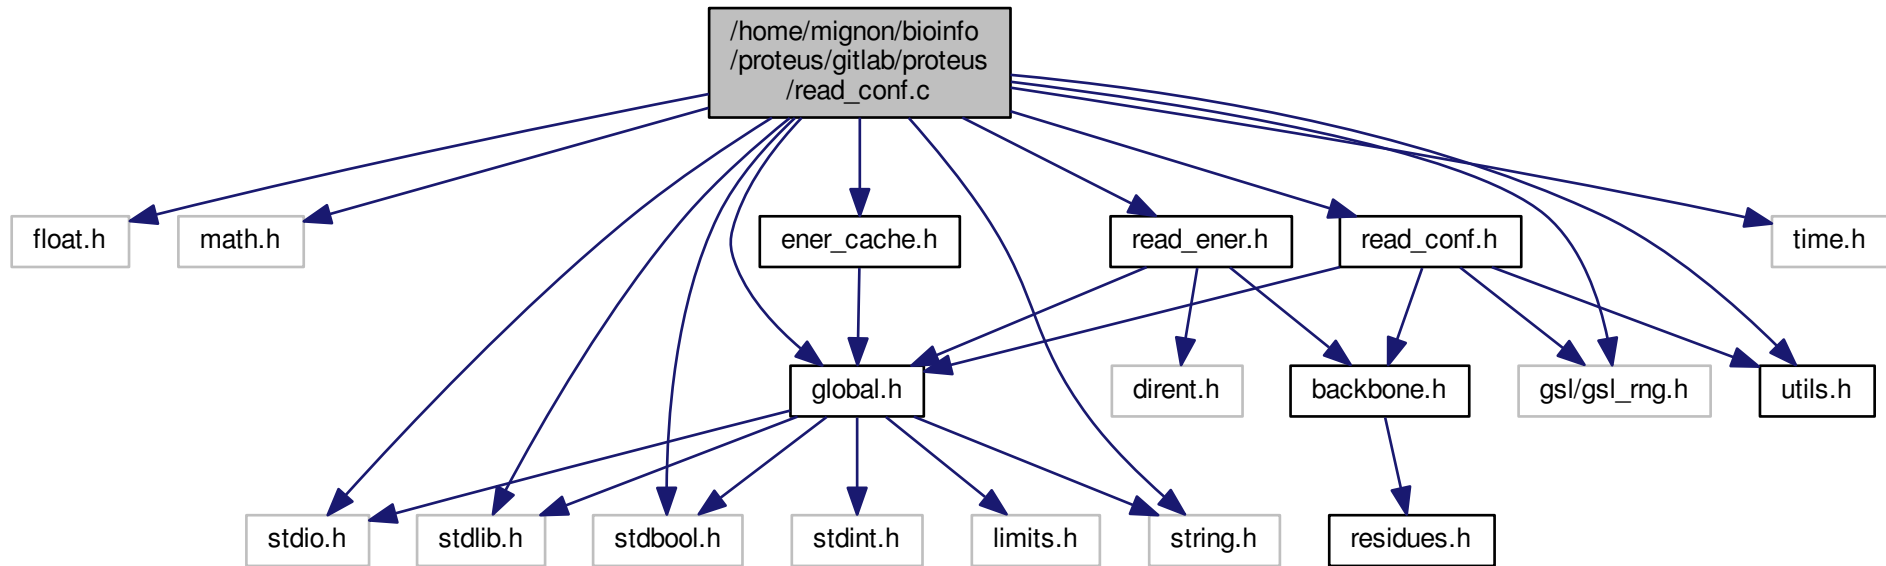 /home/mignon/bioinfo
/proteus/gitlab/proteus
/read_conf.c
float.h
math.h
ener_cache.h
read_ener.h
read_conf.h
time.h
global.h
dirent.h
backbone.h
gsl/gsl_rng.h
utils.h
stdio.h
stdlib.h
stdbool.h
stdint.h
limits.h
string.h
residues.h